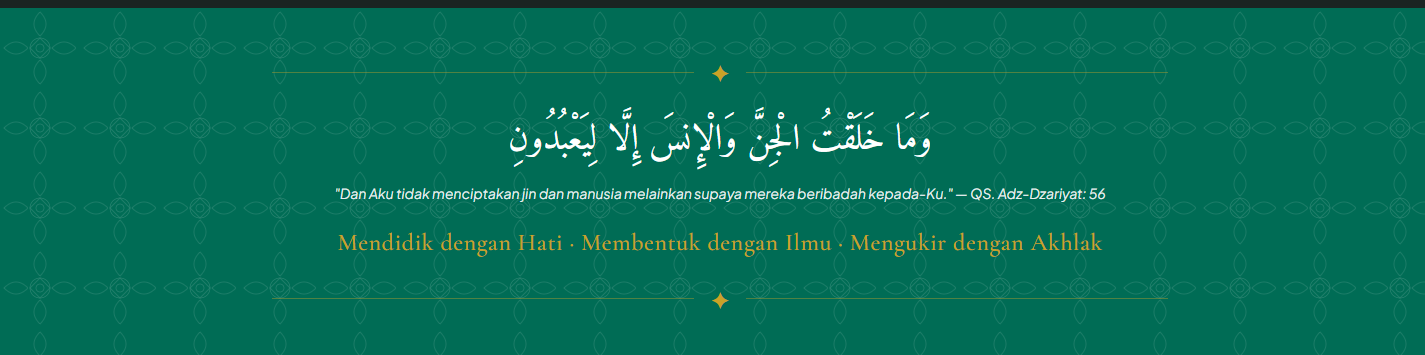 وَمَا خَلَقْتُ الْجِنَّ وَالْإِنسَ إِلَّا لِيَعْبُدُونِ
"Dan Aku tidak menciptakan jin dan manusia melainkan supaya mereka beribadah kepada-Ku." — QS. Adz-Dzariyat: 56
Mendidik dengan Hati · Membentuk dengan Ilmu · Mengukir dengan Akhlak